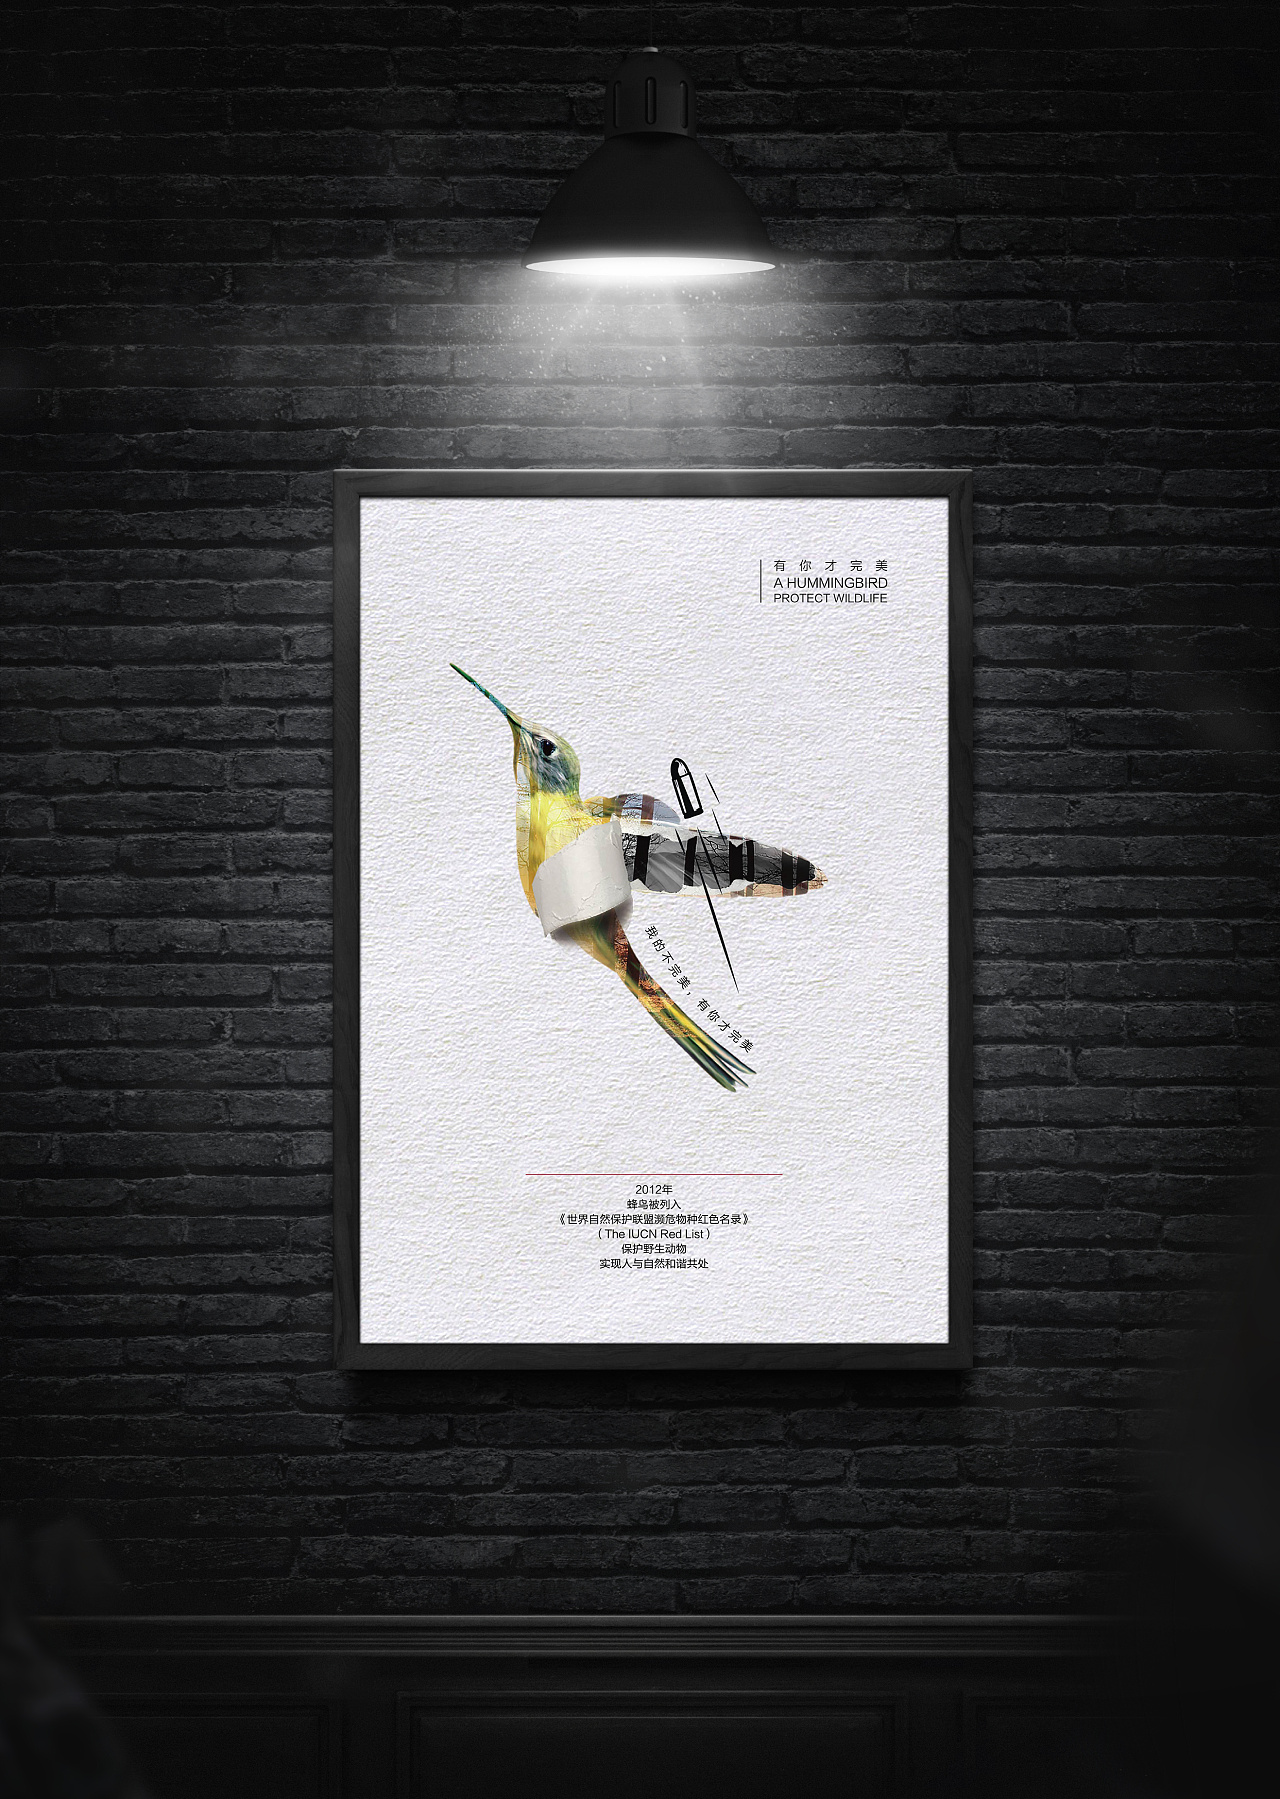 有你才完美
A HUMMINGBIRD
PROTECT WILDLIFE
我的不完美，有你才完美
2012年
蜂鸟被列入
《世界自然保护联盟濒危物种红色名录》
（The IUCN Red List）
保护野生动物
实现人与自然和谐共处